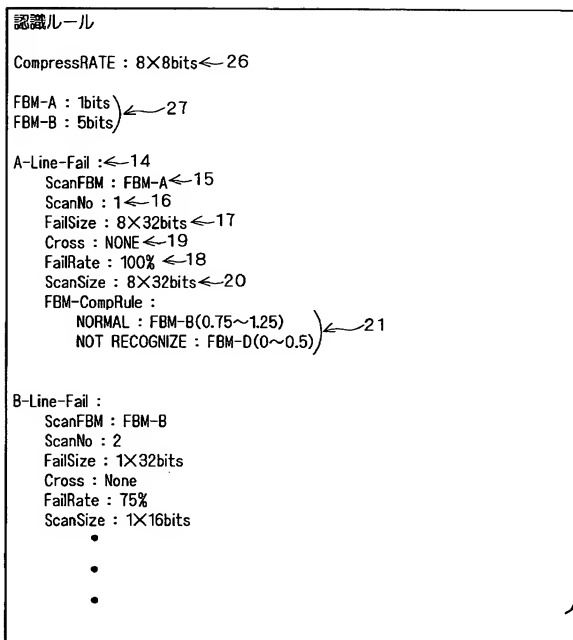 認識ルール
CompressRATE : 8×8bits 26
FBM-A : 1bits
FBM-B : 5bits
27
A-Line-Fail : 14
ScanFBM : FBM-A 15
ScanNo : 1 16
FailSize : 8×32bits 17
Cross : NONE 19
FailRate : 100% 18
ScanSize : 8×32bits 20
FBM-CompRule :
NORMAL : FBM-B(0.75~1.25)
NOT RECOGNIZE : FBM-D(0~0.5)
21
B-Line-Fail :
ScanFBM : FBM-B
ScanNo : 2
FailSize : 1×32bits
Cross : None
FailRate : 75%
ScanSize : 1×16bits